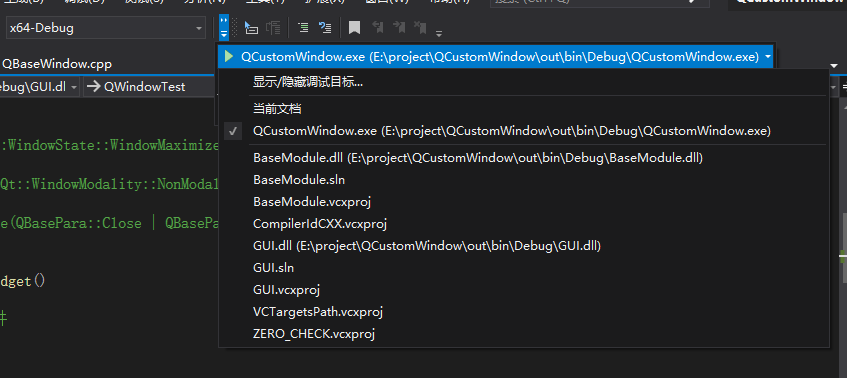 x64-Debug
QCustomWindow.exe (E:\project\QCustomWindow\out\bin\Debug\QCustomWindow.exe)
QBaseWindow.cpp
显示/隐藏调试目标...
ebug\GUI.dl
QWindowTest
当前文档
QCustomWindow.exe (E:\project\QCustomWindow\out\bin\Debug\QCustomWindow.exe)
:WindowState::WindowMaximize
BaseModule.dll (E:\project\QCustomWindow\out\bin\Debug\BaseModule.dll)
BaseModule.sln
Qt::WindowModality::NonModal
BaseModule.vcxproj
e(QBasePara::Close | QBasePa
CompilerIdCXX.vcxproj
GUI.dll (E:\project\QCustomWindow\out\bin\Debug\GUI.dll)
GUI.sln
dget()
GUI.vcxproj
VCTargetsPath.vcxproj
ZERO_CHECK.vcxproj